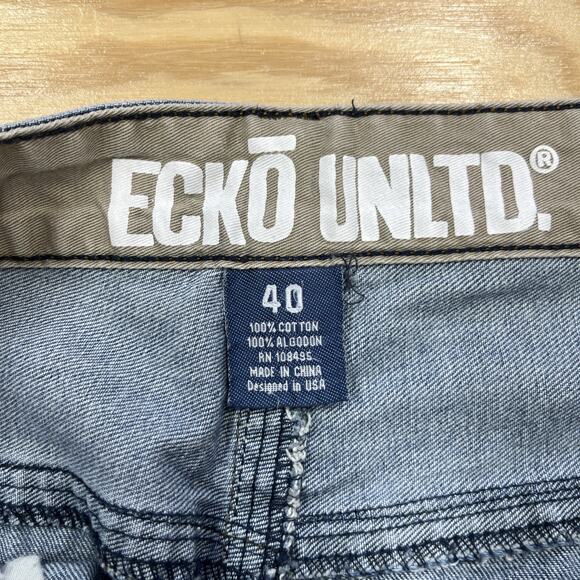 ECKŌ UNLTD.®
40
100% COTTON
100% ALGODON
RN 108495
MADE IN CHINA
Designed in USA